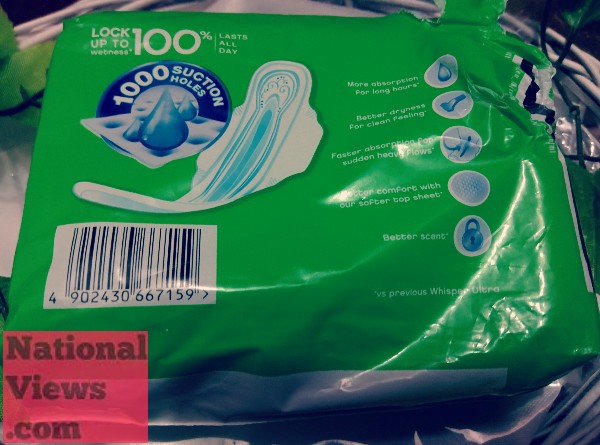 LOCK
UP TO
wetness*
100%
LASTS
ALL
DAY
1000 SUCTION
HOLES
More absorption
For long hours*
Better dryness
For clean Feeling*
Faster absorption For
sudden heavy Flows*
Better comfort with
our softer top sheet*
Better scent*
*vs previous Whisper Ultra
4 902430 667159 >
National
Views
.com